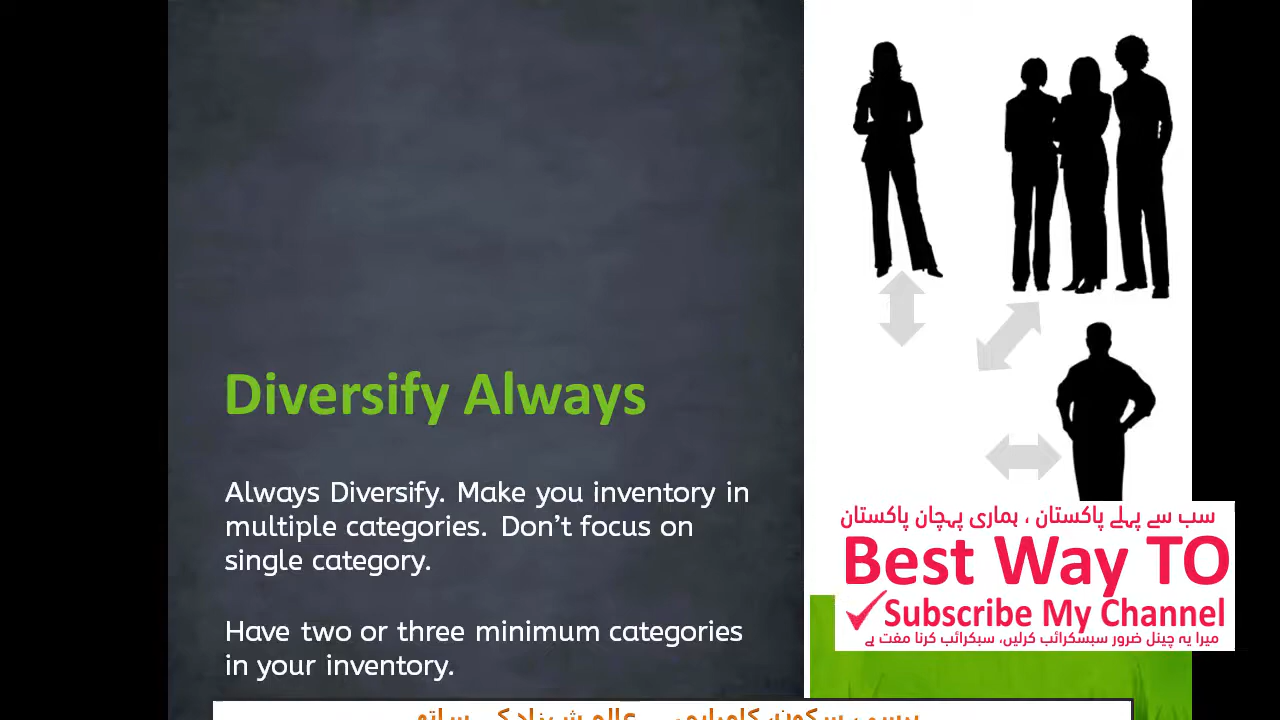 Diversify Always
Always Diversify. Make you inventory in
multiple categories. Don't focus on
single category.
Have two or three minimum categories
in your inventory.
سب سے پہلے پاکستان ، ہماری پہچان پاکستان
Best Way TO
Subscribe My Channel
میرا یہ چینل ضرور سبسکرائب کرلیں، سبکرائب کرنا مفت ہے